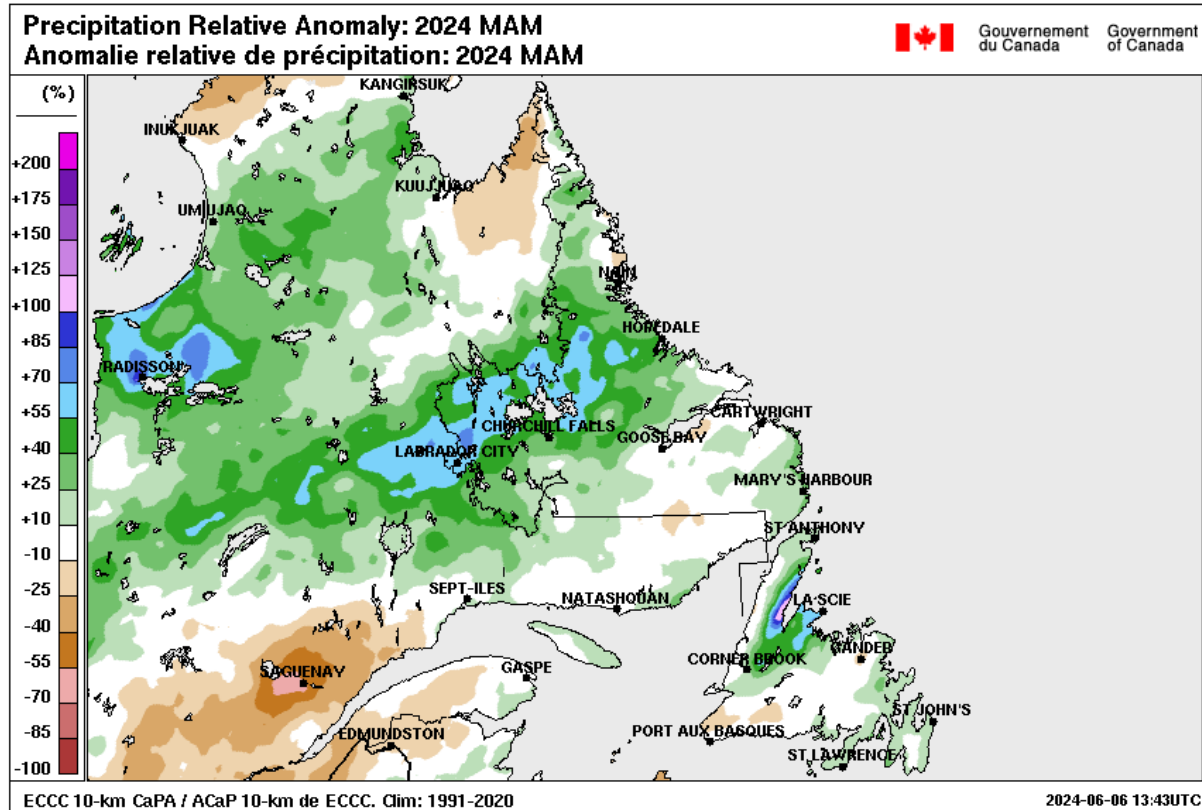 Precipitation Relative Anomaly: 2024 MAM
Anomalie relative de précipitation: 2024 MAM
Gouvernement du Canada
Government of Canada
(%)
+200
+175
+150
+125
+100
+85
+70
+55
+40
+25
+10
-10
-25
-40
-55
-70
-85
-100
KANGIRSUK
INUKJUAK
KUUJJUAQ
UMIUJAQ
NAIN
HOPEDALE
RADISSON
CARTWRIGHT
CHURCHILL FALLS
GOOSE BAY
LABRADOR CITY
MARY'S HARBOUR
ST ANTHONY
SEPT-ILES
NATASHQUAN
LA SCIE
GANDER
CORNER BROOK
GASPE
SAGUENAY
ST JOHN'S
EDMUNDSTON
PORT AUX BASQUES
ST LAWRENCE
ECCC 10-km CaPA / ACaP 10-km de ECCC. Clim: 1991-2020
2024-06-06 13:43UTC